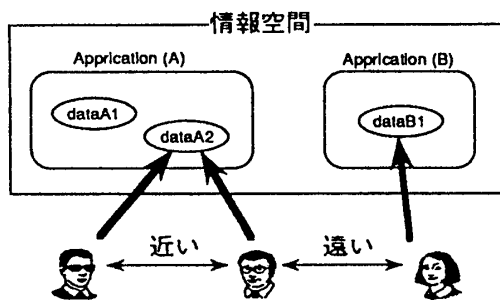 情報空間
Apprication (A)
Apprication (B)
dataA1
dataA2
dataB1
近い
遠い